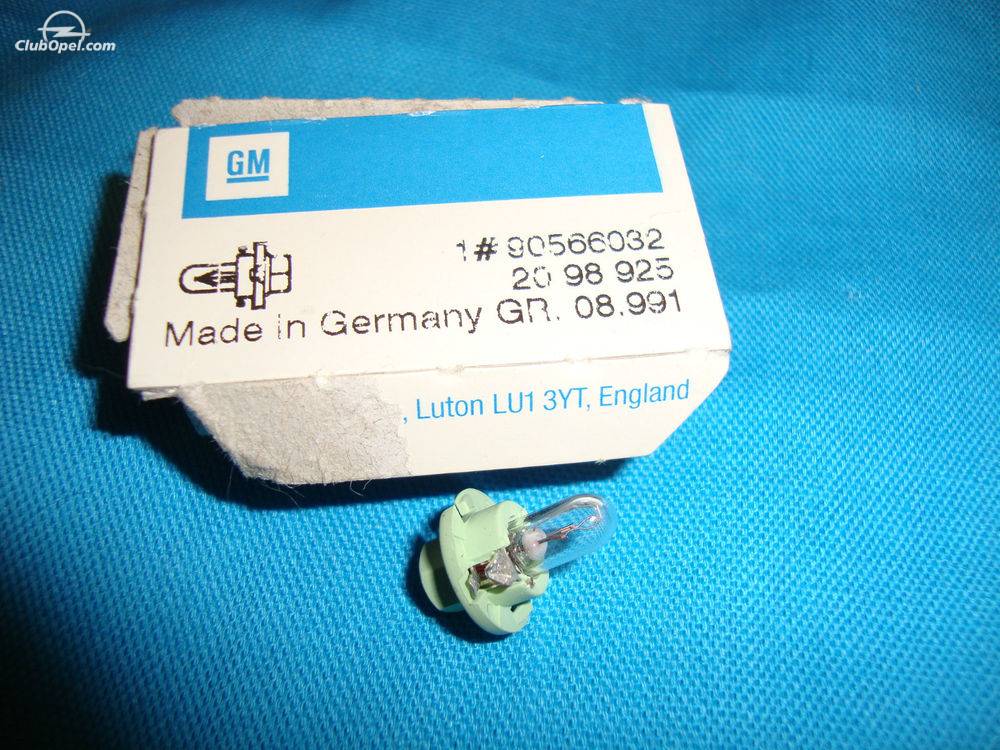 ClubOpel.com
GM
1# 90566032
20 98 925
Made in Germany GR. 08.991
, Luton LU1 3YT, England